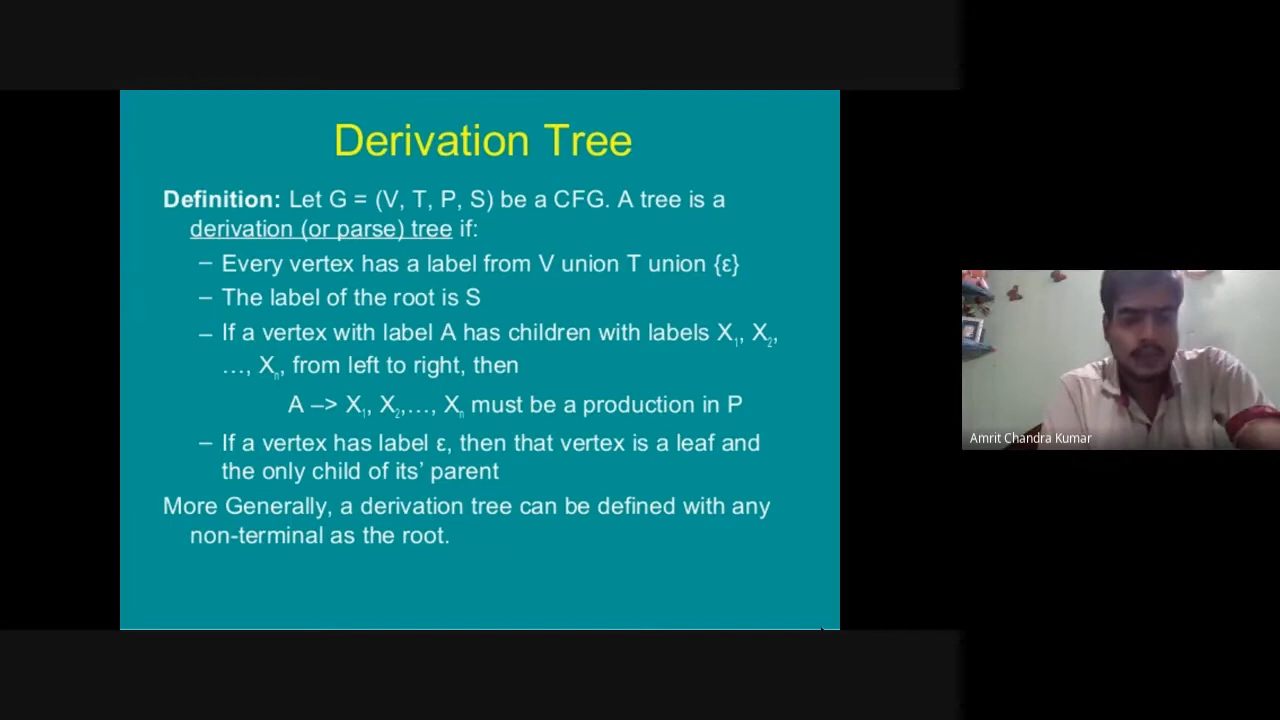 Derivation Tree
Definition: Let G = (V, T, P, S) be a CFG. A tree is a
derivation (or parse) tree if:
– Every vertex has a label from V union T union {ε}
– The label of the root is S
– If a vertex with label A has children with labels X₁, X₂,
…, Xₙ, from left to right, then
A –> X₁, X₂,…, Xₙ must be a production in P
– If a vertex has label ε, then that vertex is a leaf and
the only child of its’ parent
More Generally, a derivation tree can be defined with any
non-terminal as the root.
Amrit Chandra Kumar